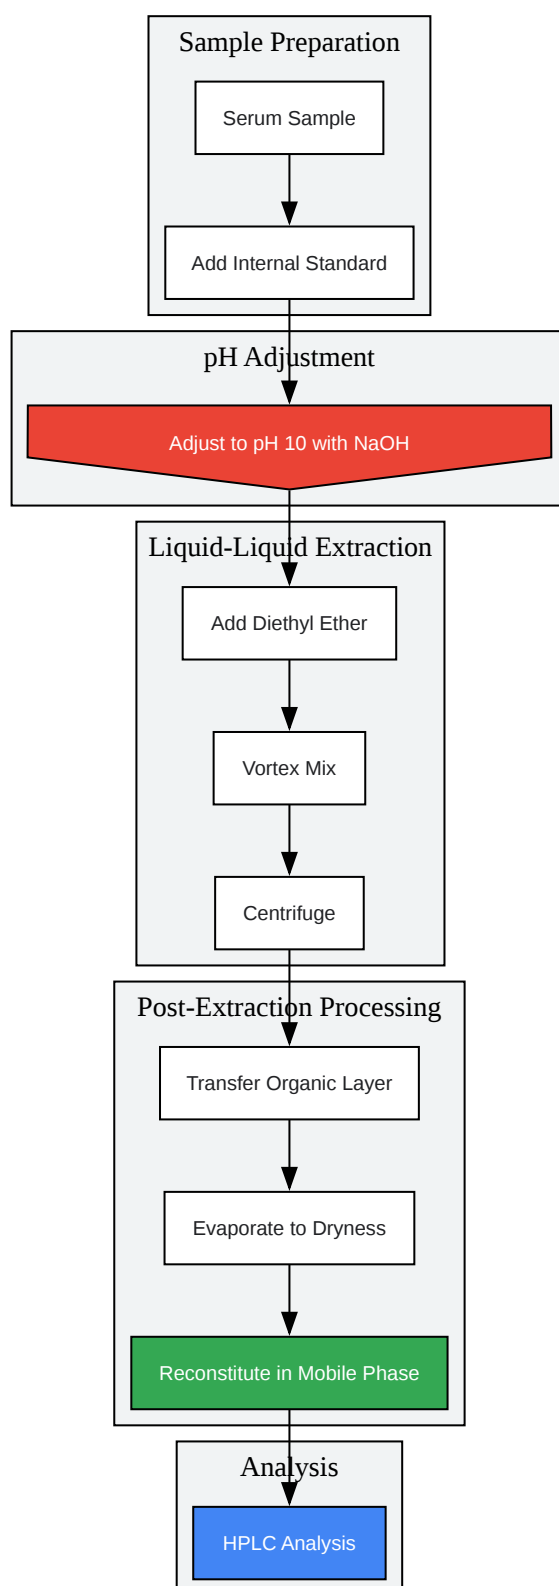 Sample Preparation
Serum Sample
Add Internal Standard
pH Adjustment
Adjust to pH 10 with NaOH
Liquid-Liquid Extraction
Add Diethyl Ether
Vortex Mix
Centrifuge
Post-Extraction Processing
Transfer Organic Layer
Evaporate to Dryness
Reconstitute in Mobile Phase
Analysis
HPLC Analysis